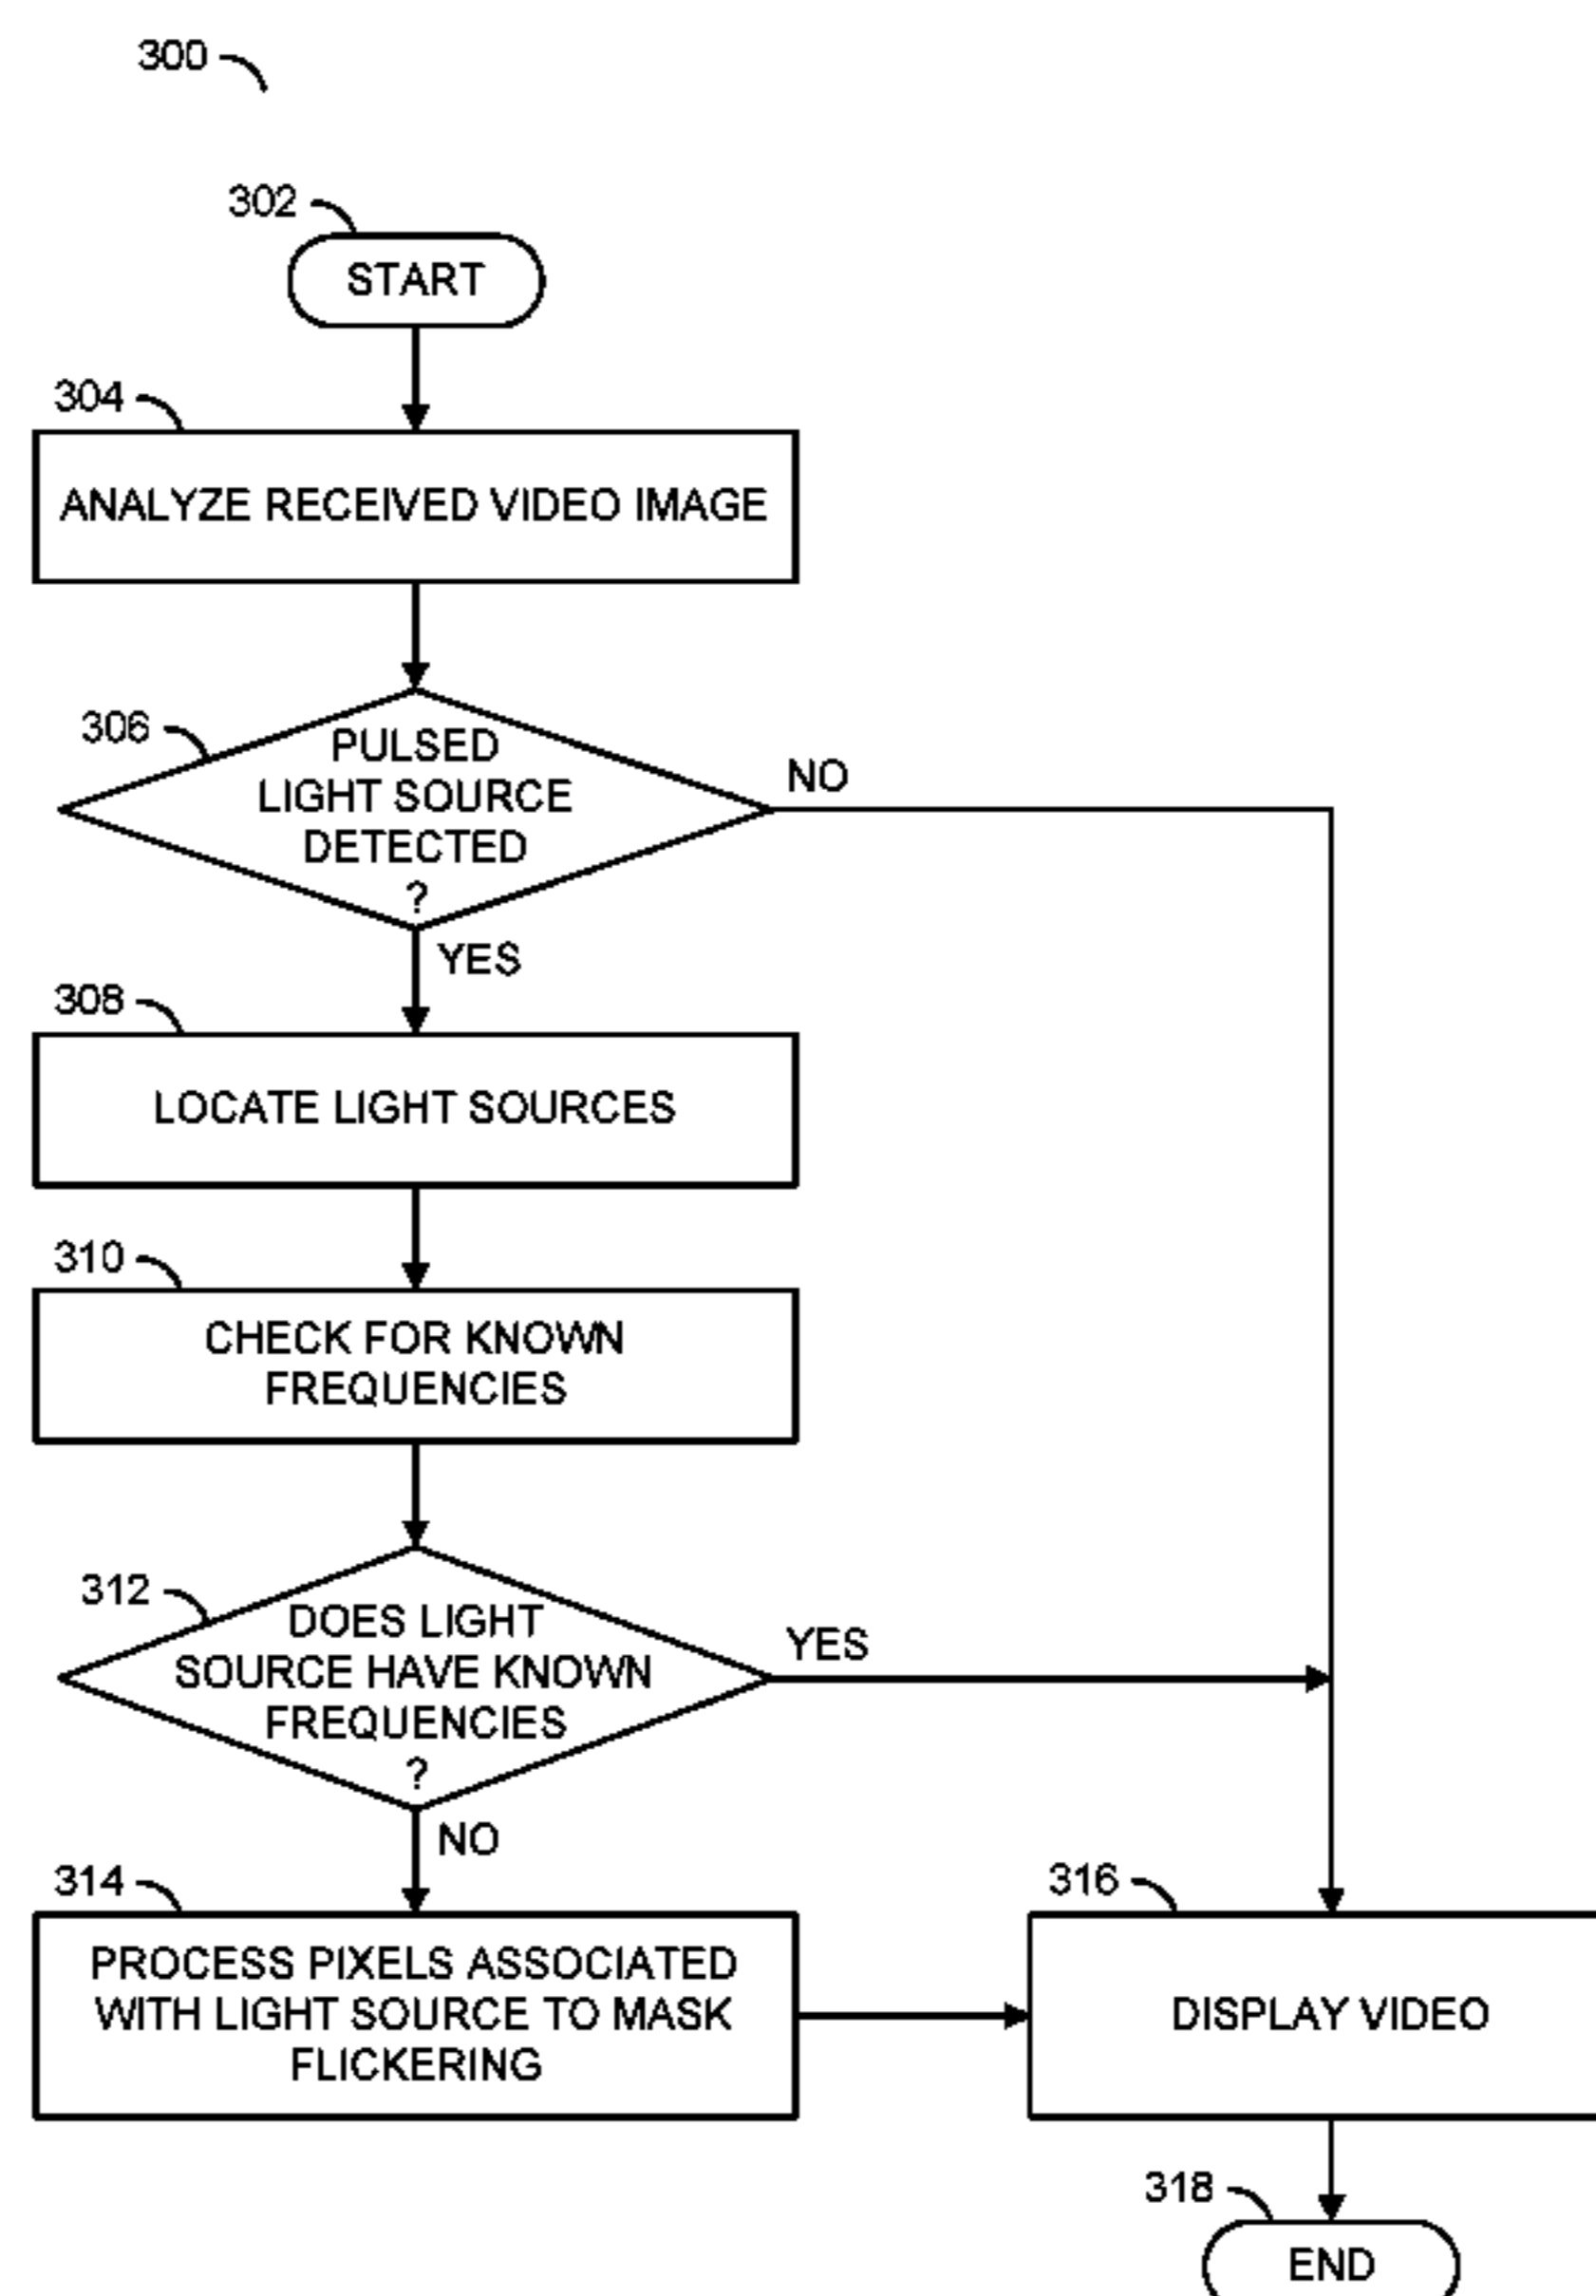 300
302
START
304
ANALYZE RECEIVED VIDEO IMAGE
306
PULSED
LIGHT SOURCE
DETECTED
?
NO
YES
308
LOCATE LIGHT SOURCES
310
CHECK FOR KNOWN
FREQUENCIES
312
DOES LIGHT
SOURCE HAVE KNOWN
FREQUENCIES
?
YES
NO
314
PROCESS PIXELS ASSOCIATED
WITH LIGHT SOURCE TO MASK
FLICKERING
316
DISPLAY VIDEO
318
END